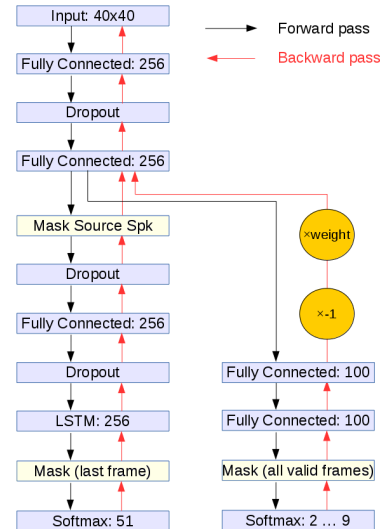 Input: 40x40
Forward pass
Fully Connected: 256
Backward pass
Dropout
Fully Connected: 256
Mask Source Spk
×weight
Dropout
×-1
Fully Connected: 256
Dropout
Fully Connected: 100
LSTM: 256
Fully Connected: 100
Mask (last frame)
Mask (all valid frames)
Softmax: 51
Softmax: 2 ... 9